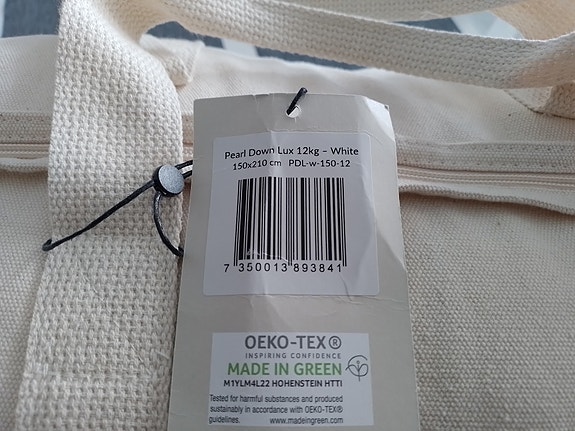 Pearl Down Lux 12kg – White
150x210 cm PDL-w-150-12
7 350013 893841
OEKO-TEX®
INSPIRING CONFIDENCE
MADE IN GREEN
M1YLM4L22 HOHENSTEIN HTTI
Tested for harmful substances and produced
sustainably in accordance with OEKO-TEX®
guidelines. www.madeingreen.com